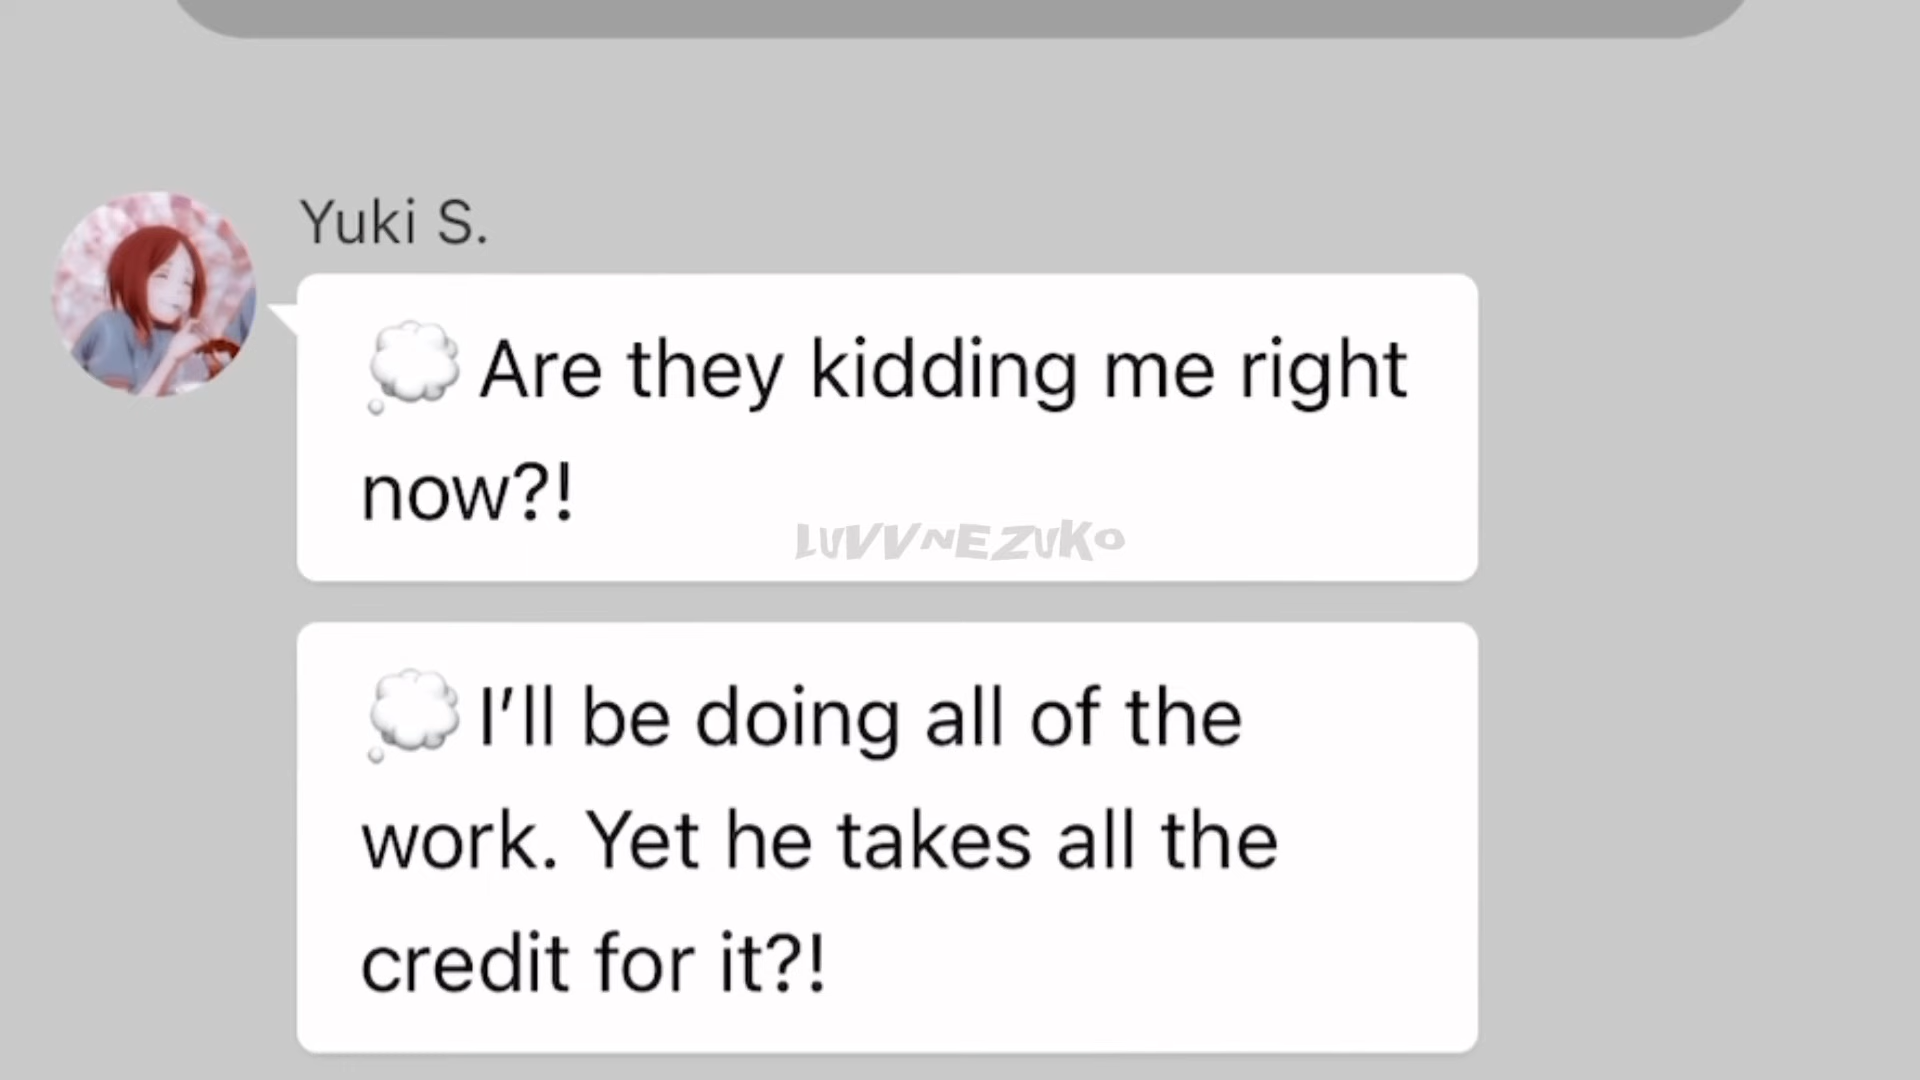 Yuki S.
💭 Are they kidding me right
now?!
LUVVNEZUKO
💭 I’ll be doing all of the
work. Yet he takes all the
credit for it?!